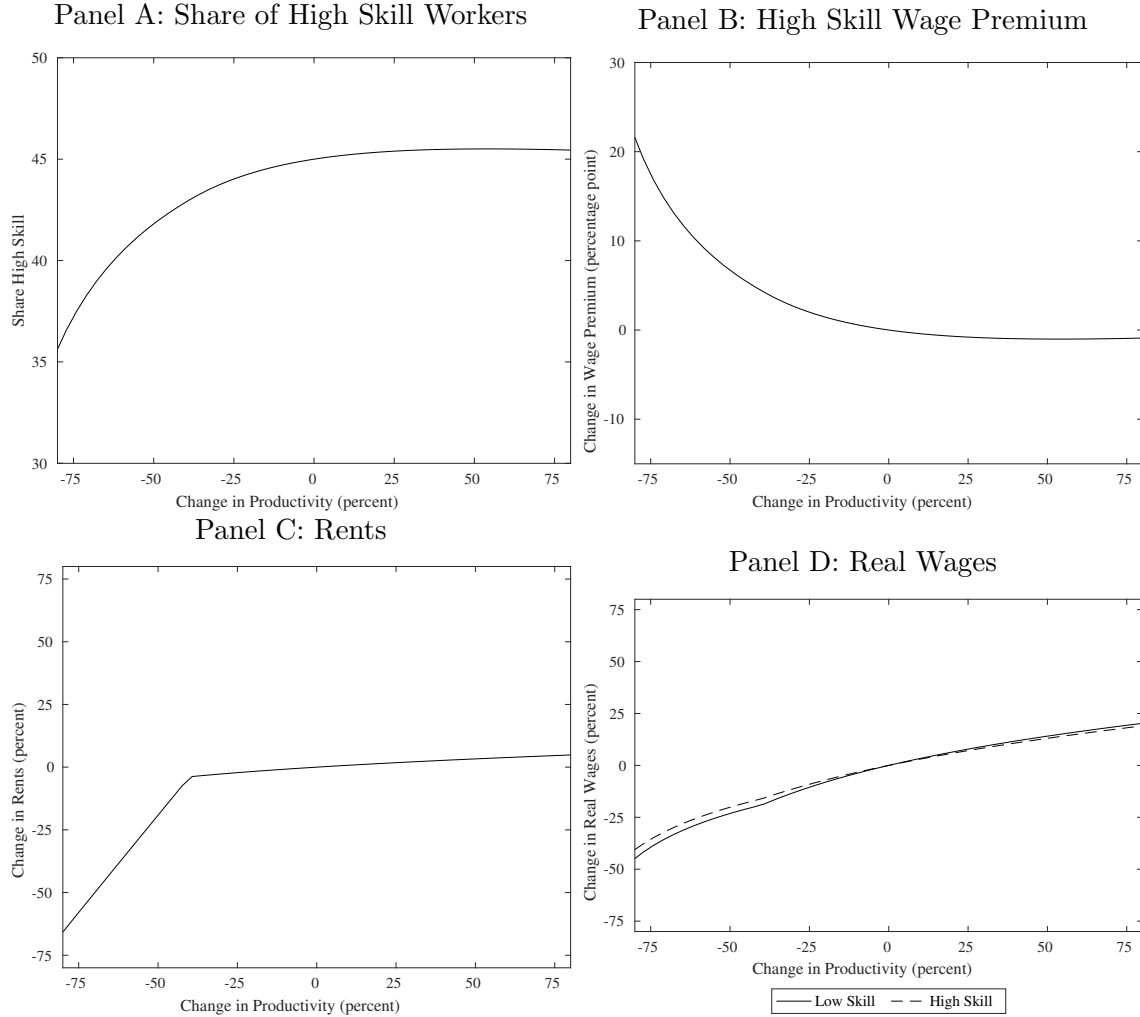 Panel A: Share of High Skill Workers
50
45
40
35
30
Share High Skill
-75 -50 -25 0 25 50 75
Change in Productivity (percent)
Panel B: High Skill Wage Premium
30
20
10
0
-10
Change in Wage Premium (percentage point)
-75 -50 -25 0 25 50 75
Change in Productivity (percent)
Panel C: Rents
75
50
25
0
-25
-50
-75
Change in Rents (percent)
-75 -50 -25 0 25 50 75
Change in Productivity (percent)
Panel D: Real Wages
75
50
25
0
-25
-50
-75
Change in Real Wages (percent)
-75 -50 -25 0 25 50 75
Change in Productivity (percent)
Low Skill High Skill